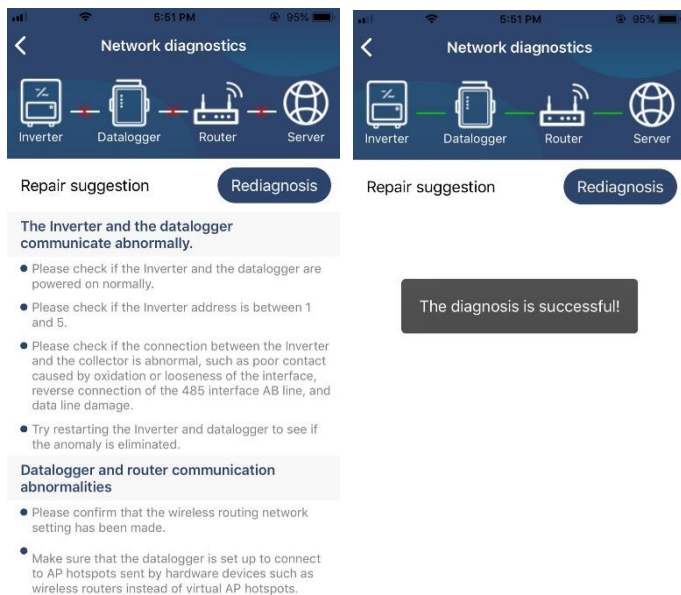 5:51 PM
95%
Network diagnostics
Inverter Datalogger Router Server
Repair suggestion
Rediagnosis
The Inverter and the datalogger
communicate abnormally.
Please check if the Inverter and the datalogger are
powered on normally.
Please check if the Inverter address is between 1
and 5.
Please check if the connection between the Inverter
and the collector is abnormal, such as poor contact
caused by oxidation or looseness of the interface,
reverse connection of the 485 interface AB line, and
data line damage.
Try restarting the Inverter and datalogger to see if
the anomaly is eliminated.
Datalogger and router communication
abnormalities
Please confirm that the wireless routing network
setting has been made.
Make sure that the datalogger is set up to connect
to AP hotspots sent by hardware devices such as
wireless routers instead of virtual AP hotspots.
5:51 PM
95%
Network diagnostics
Inverter Datalogger Router Server
Repair suggestion
Rediagnosis
The diagnosis is successful!